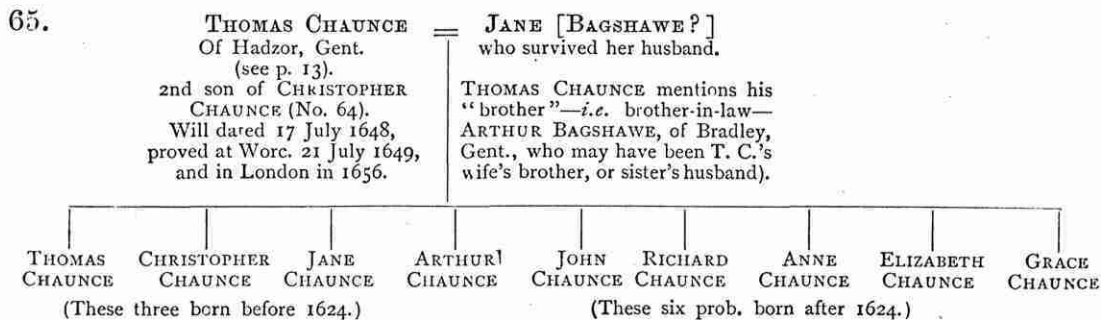 65.
THOMAS CHAUNCE = JANE [BAGSHAWE?]
Of Hadzor, Gent.
(see p. 13).
2nd son of CHRISTOPHER
CHAUNCE (No. 64).
Will dated 17 July 1648,
proved at Worc. 21 July 1649,
and in London in 1656.
who survived her husband.
THOMAS CHAUNCE mentions his
“brother”—i.e. brother-in-law—
ARTHUR BAGSHAWE, of Bradley,
Gent., who may have been T. C.'s
wife's brother, or sister's husband).
THOMAS CHAUNCE
CHRISTOPHER CHAUNCE
JANE CHAUNCE
ARTHUR¹ CHAUNCE
JOHN CHAUNCE
RICHARD CHAUNCE
ANNE CHAUNCE
ELIZABETH CHAUNCE
GRACE CHAUNCE
(These three born before 1624.)
(These six prob. born after 1624.)